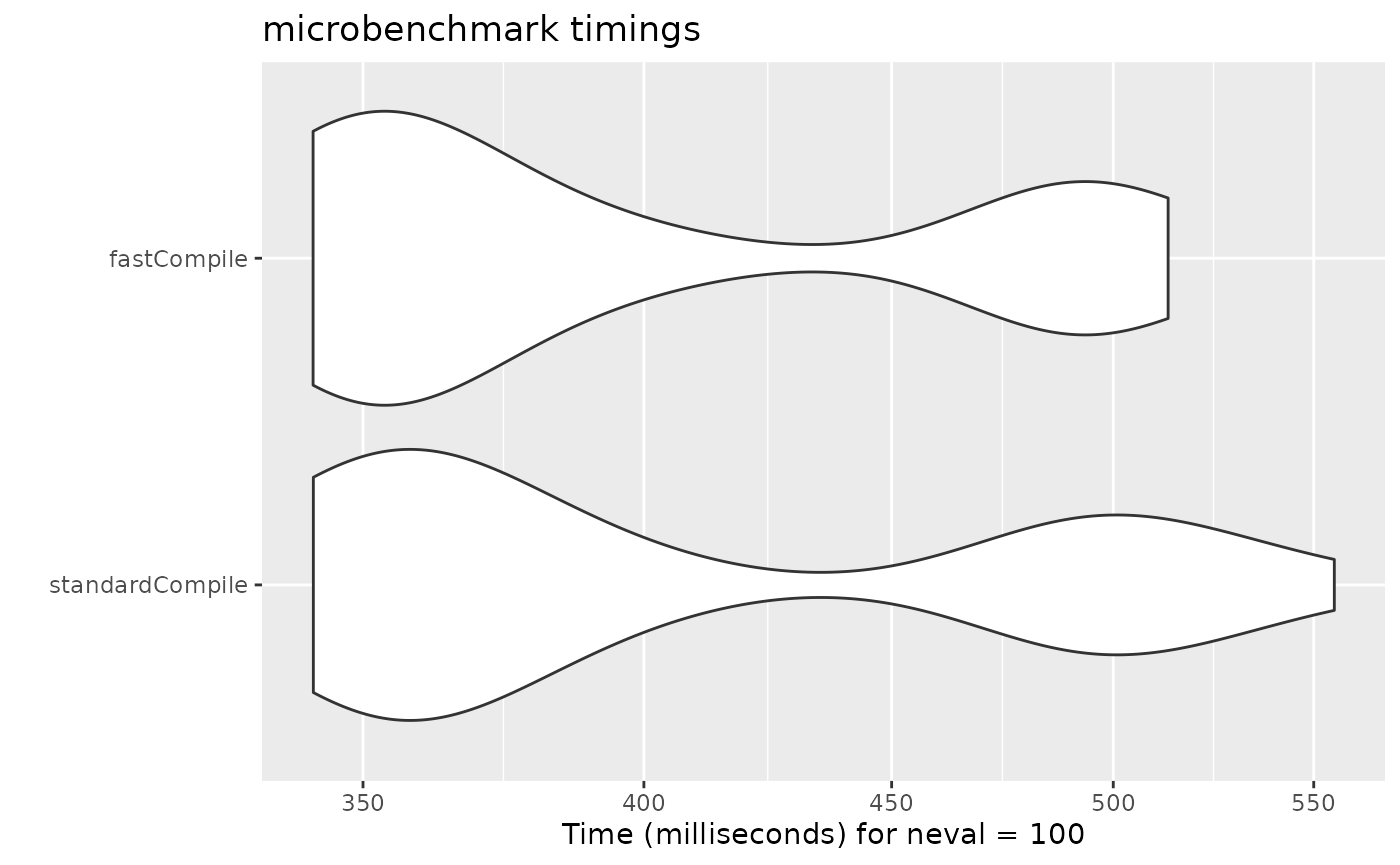 microbenchmark timings
fastCompile
standardCompile
350 400 450 500 550
Time (milliseconds) for neval = 100